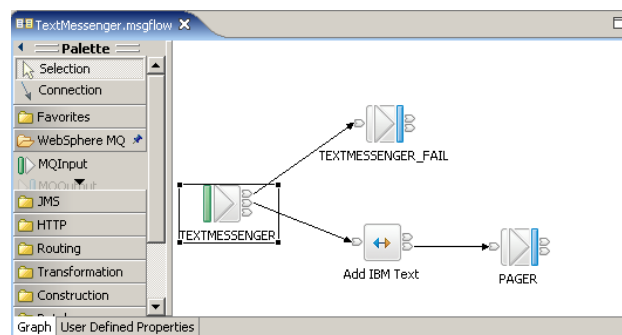 TextMessenger.msgflow
Palette
Selection
Connection
Favorites
WebSphere MQ
MQInput
MQOutput
JMS
HTTP
Routing
Transformation
Construction
TEXTMESSENGER_FAIL
TEXTMESSENGER
Add IBM Text
PAGER
Graph
User Defined Properties